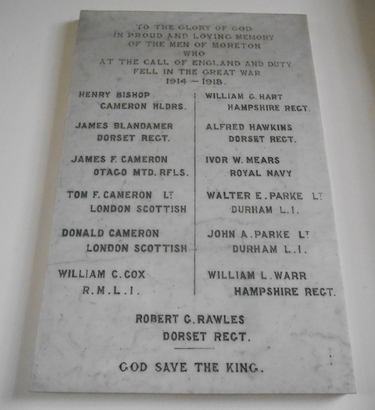 TO THE GLORY OF GOD
IN PROUD AND LOVING MEMORY
OF THE MEN OF MORETON
WHO
AT THE CALL OF ENGLAND AND DUTY
FELL IN THE GREAT WAR
1914-1918.
HENRY BISHOP
CAMERON HLDRS.
JAMES BLANDAMER
DORSET REGT.
JAMES F. CAMERON
OTAGO MTD. RFLS.
TOM F. CAMERON LT
LONDON SCOTTISH
DONALD CAMERON
LONDON SCOTTISH
WILLIAM C. COX
R.M.L.I.
WILLIAM G. HART
HAMPSHIRE REGT.
ALFRED HAWKINS
DORSET REGT.
IVOR W. MEARS
ROYAL NAVY
WALTER E. PARKE LT
DURHAM L.I.
JOHN A. PARKE LT
DURHAM L.I.
WILLIAM L. WARR
HAMPSHIRE REGT.
ROBERT G. RAWLES
DORSET REGT.
GOD SAVE THE KING.